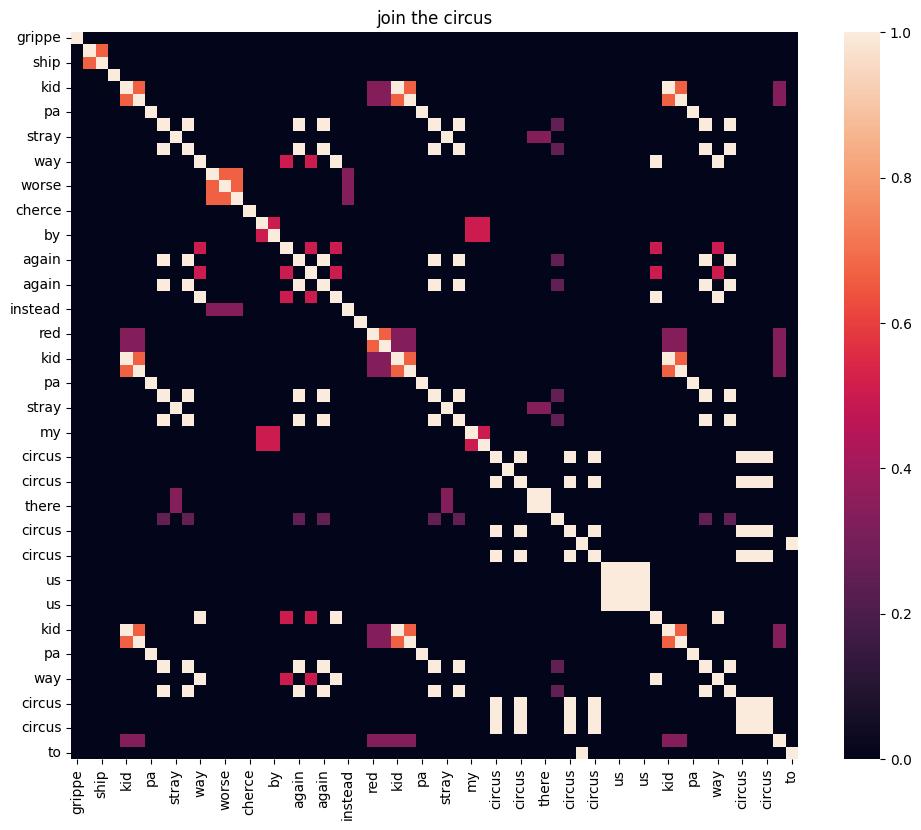 join the circus
grippe
ship
kid
pa
stray
way
worse
cherce
by
again
again
instead
red
kid
pa
stray
my
circus
circus
there
circus
circus
us
us
kid
pa
way
circus
circus
to
1.0
0.8
0.6
0.4
0.2
0.0
grippe ship kid pa stray way worse cherce by again again instead red kid pa stray my circus circus there circus circus us us kid pa way circus circus to